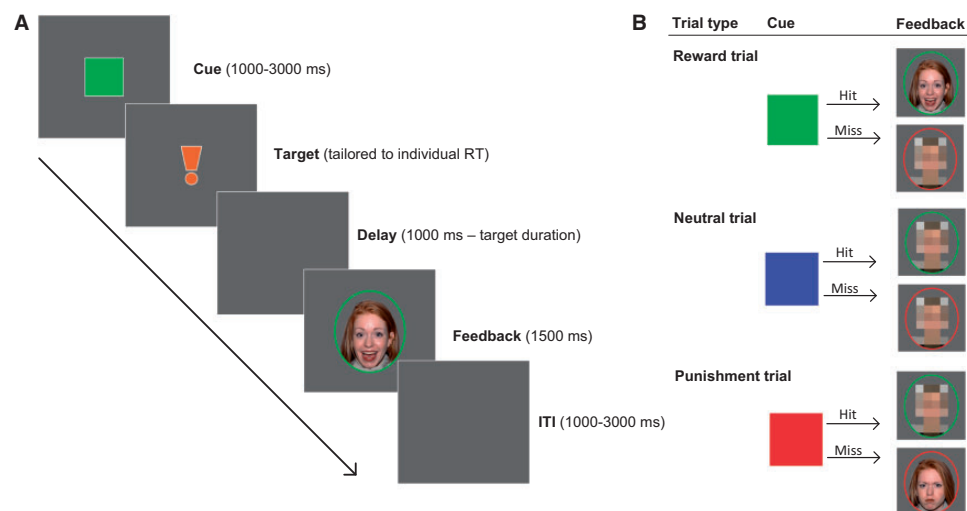 A
Cue (1000-3000 ms)
Target (tailored to individual RT)
Delay (1000 ms – target duration)
Feedback (1500 ms)
ITI (1000-3000 ms)
B
Trial type Cue Feedback
Reward trial
Hit
Miss
Neutral trial
Hit
Miss
Punishment trial
Hit
Miss